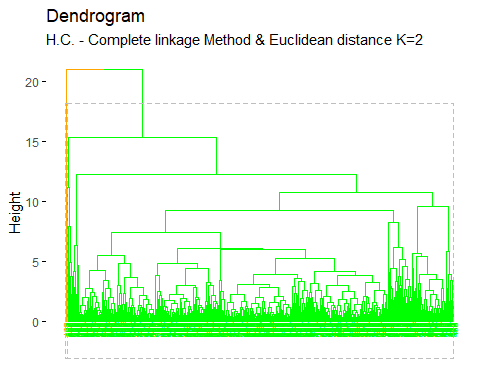 Dendrogram
H.C. - Complete linkage Method & Euclidean distance K=2
20
15
10
5
0
Height